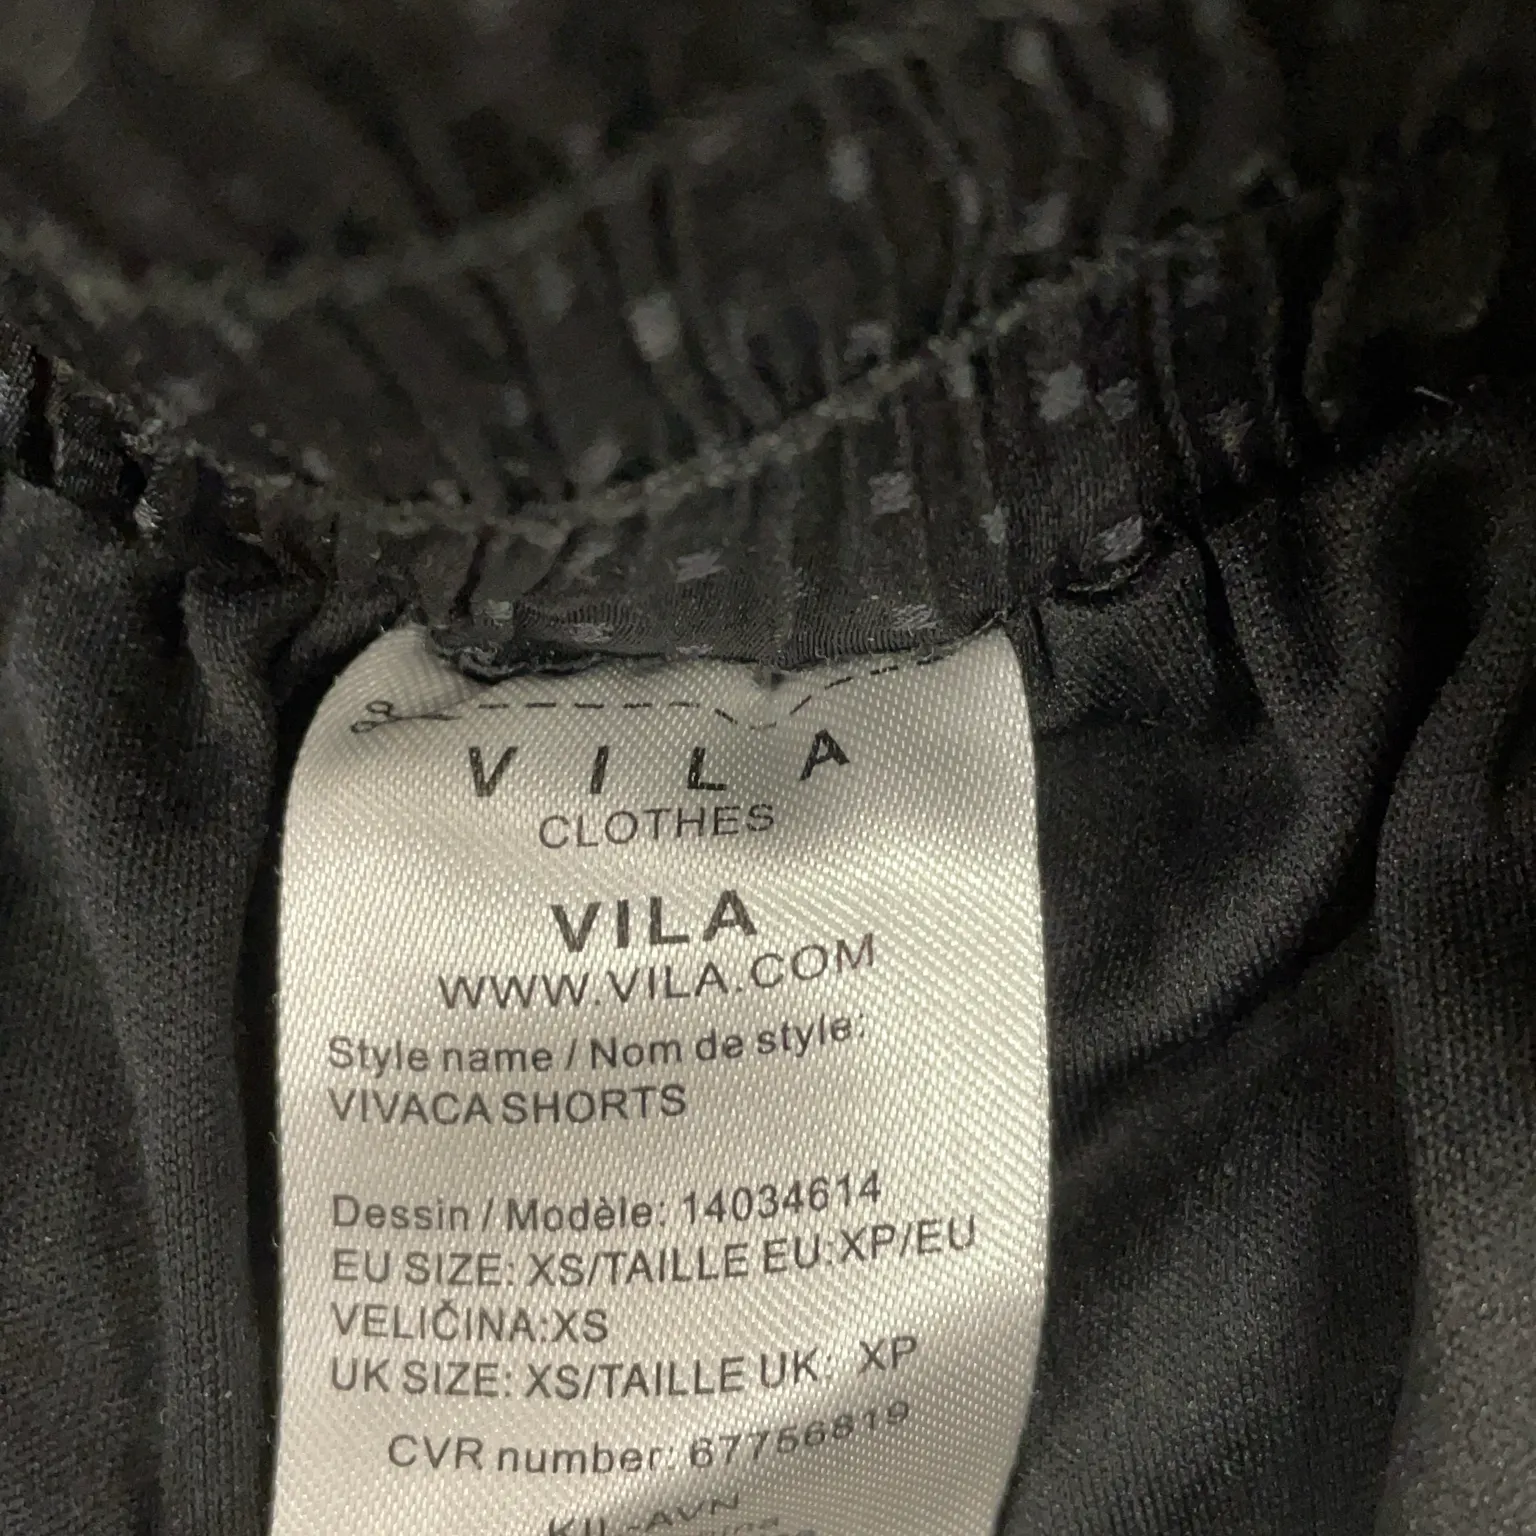 V I L A
CLOTHES
VILA
WWW.VILA.COM
Style name / Nom de style:
VIVACA SHORTS
Dessin / Modèle: 14034614
EU SIZE: XS/TAILLE EU:XP/EU
VELIČINA:XS
UK SIZE: XS/TAILLE UK: XP
CVR number: 67756819